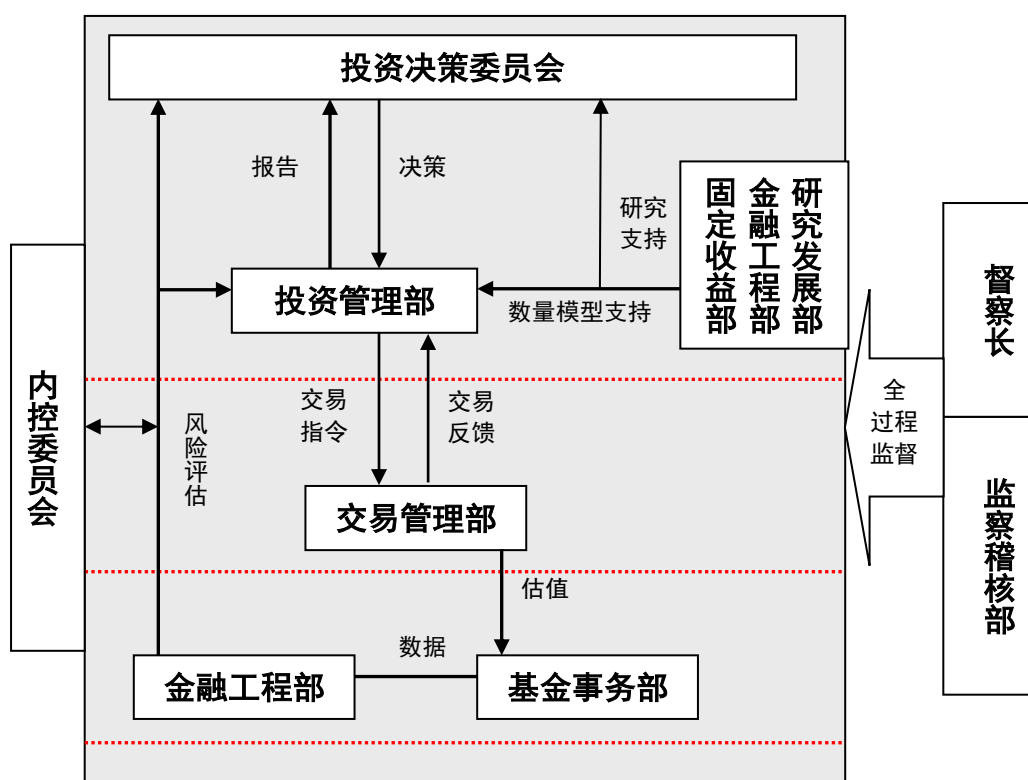 投资决策委员会
报告
决策
研究
支持
研究发展部
金融工程部
固定收益部
投资管理部
数量模型支持
督察长
内控委员会
风险评估
交易
指令
交易
反馈
全
过程
监督
交易管理部
监察稽核部
估值
数据
金融工程部
基金事务部